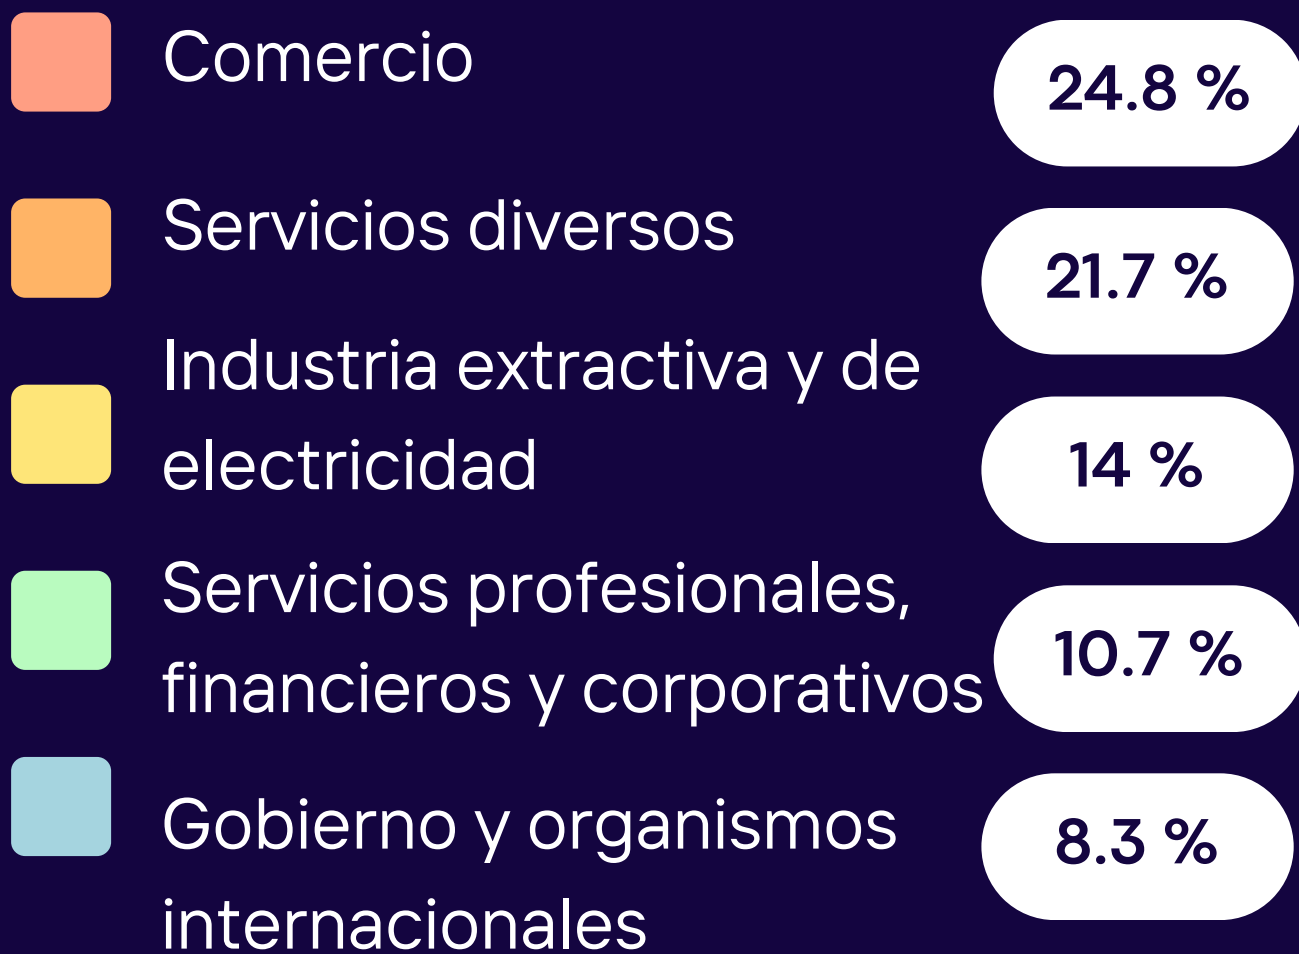 Comercio
24.8 %
Servicios diversos
21.7 %
Industria extractiva y de
electricidad
14 %
Servicios profesionales,
financieros y corporativos
10.7 %
Gobierno y organismos
internacionales
8.3 %